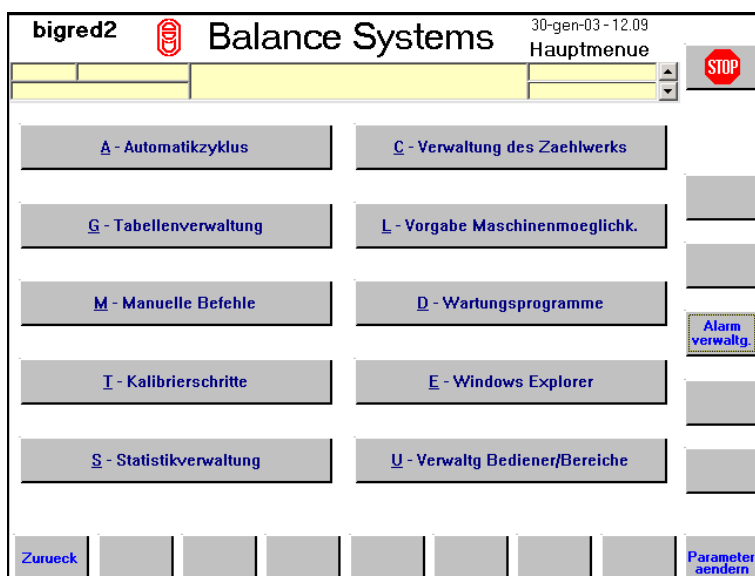 bigred2
Balance Systems
30-gen-03 - 12.09
Hauptmenue
STOP
A - Automatikzyklus
C - Verwaltung des Zaehlwerks
G - Tabellenverwaltung
L - Vorgabe Maschinenmoeglichk.
M - Manuelle Befehle
D - Wartungsprogramme
Alarm
verwaltg.
T - Kalibrierschritte
E - Windows Explorer
S - Statistikverwaltung
U - Verwaltg Bediener/Bereiche
Zurueck
Parameter
aendern